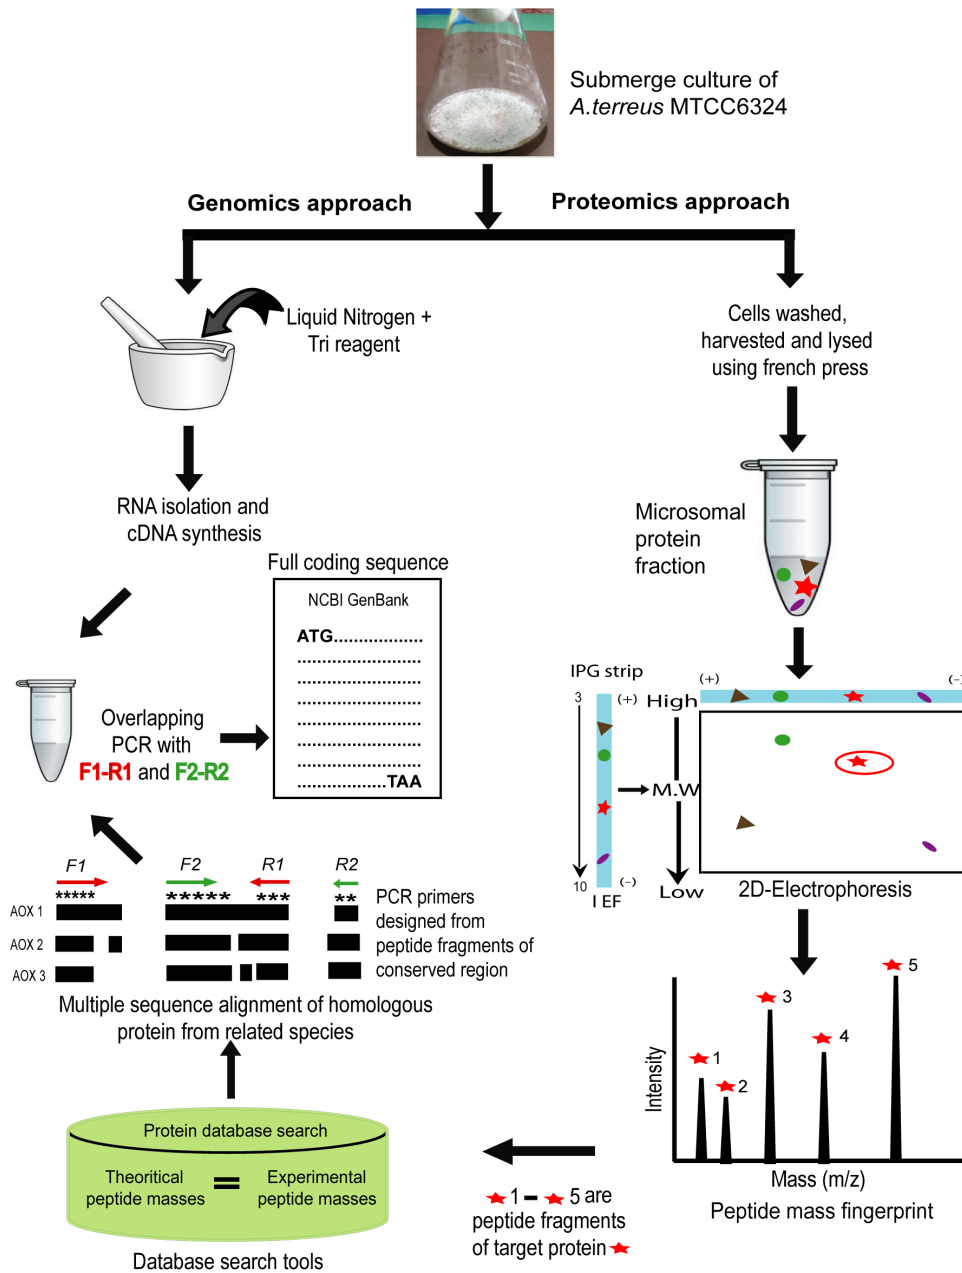 Submerge culture of
A.terreus MTCC6324
Genomics approach
Proteomics approach
Liquid Nitrogen +
Tri reagent
Cells washed,
harvested and lysed
using french press
RNA isolation and
cDNA synthesis
Microsomal
protein
fraction
Full coding sequence
NCBI GenBank
ATG...................
..........................
..........................
..........................
..........................
..........................
...................TAA
Overlapping
PCR with
F1-R1 and F2-R2
IPG strip
3
(+)
10
(-)
I EF
(+)
(-)
High
M.W
Low
2D-Electrophoresis
F1
F2
R1
R2
*****
*****
***
**
AOX 1
AOX 2
AOX 3
PCR primers
designed from
peptide fragments of
conserved region
Multiple sequence alignment of homologous
protein from related species
Intensity
1
2
3
4
5
Mass (m/z)
Peptide mass fingerprint
1 - 5 are
peptide fragments
of target protein
Protein database search
Theoritical
peptide masses
=
Experimental
peptide masses
Database search tools